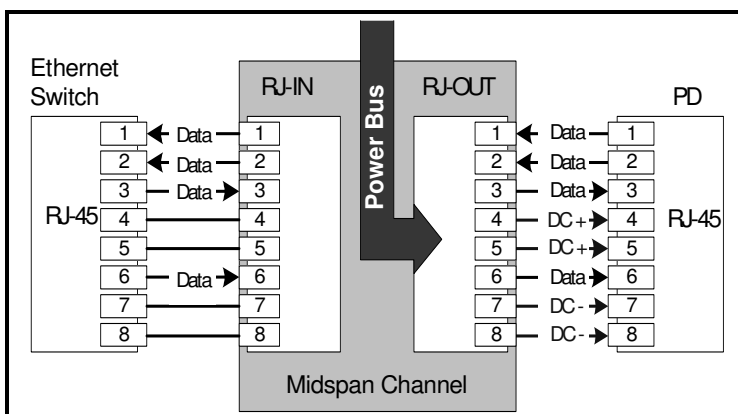 Ethernet
Switch
RJ-IN
Power Bus
RJ-OUT
PD
RJ-45
1 Data 1
2 Data 2
3 Data 3
4 4
5 5
6 Data 6
7 7
8 8
1 Data 1
2 Data 2
3 Data 3
4 DC+ 4
5 DC+ 5
6 Data 6
7 DC- 7
8 DC- 8
RJ-45
Midspan Channel